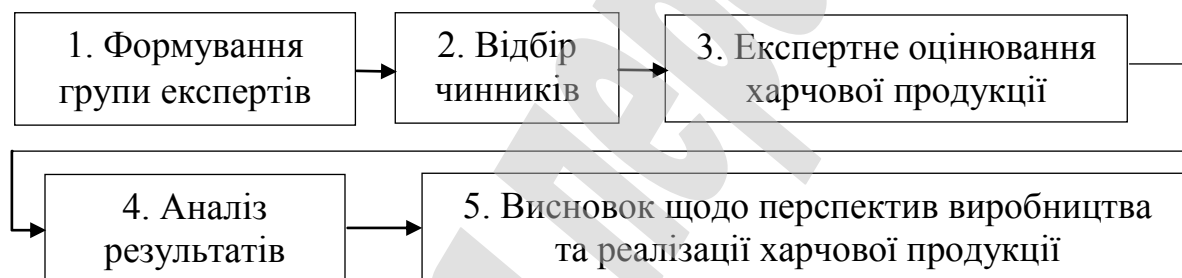 1. Формування
групи експертів
2. Відбір
чинників
3. Експертне оцінювання
харчової продукції
4. Аналіз
результатів
5. Висновок щодо перспектив виробництва
та реалізації харчової продукції